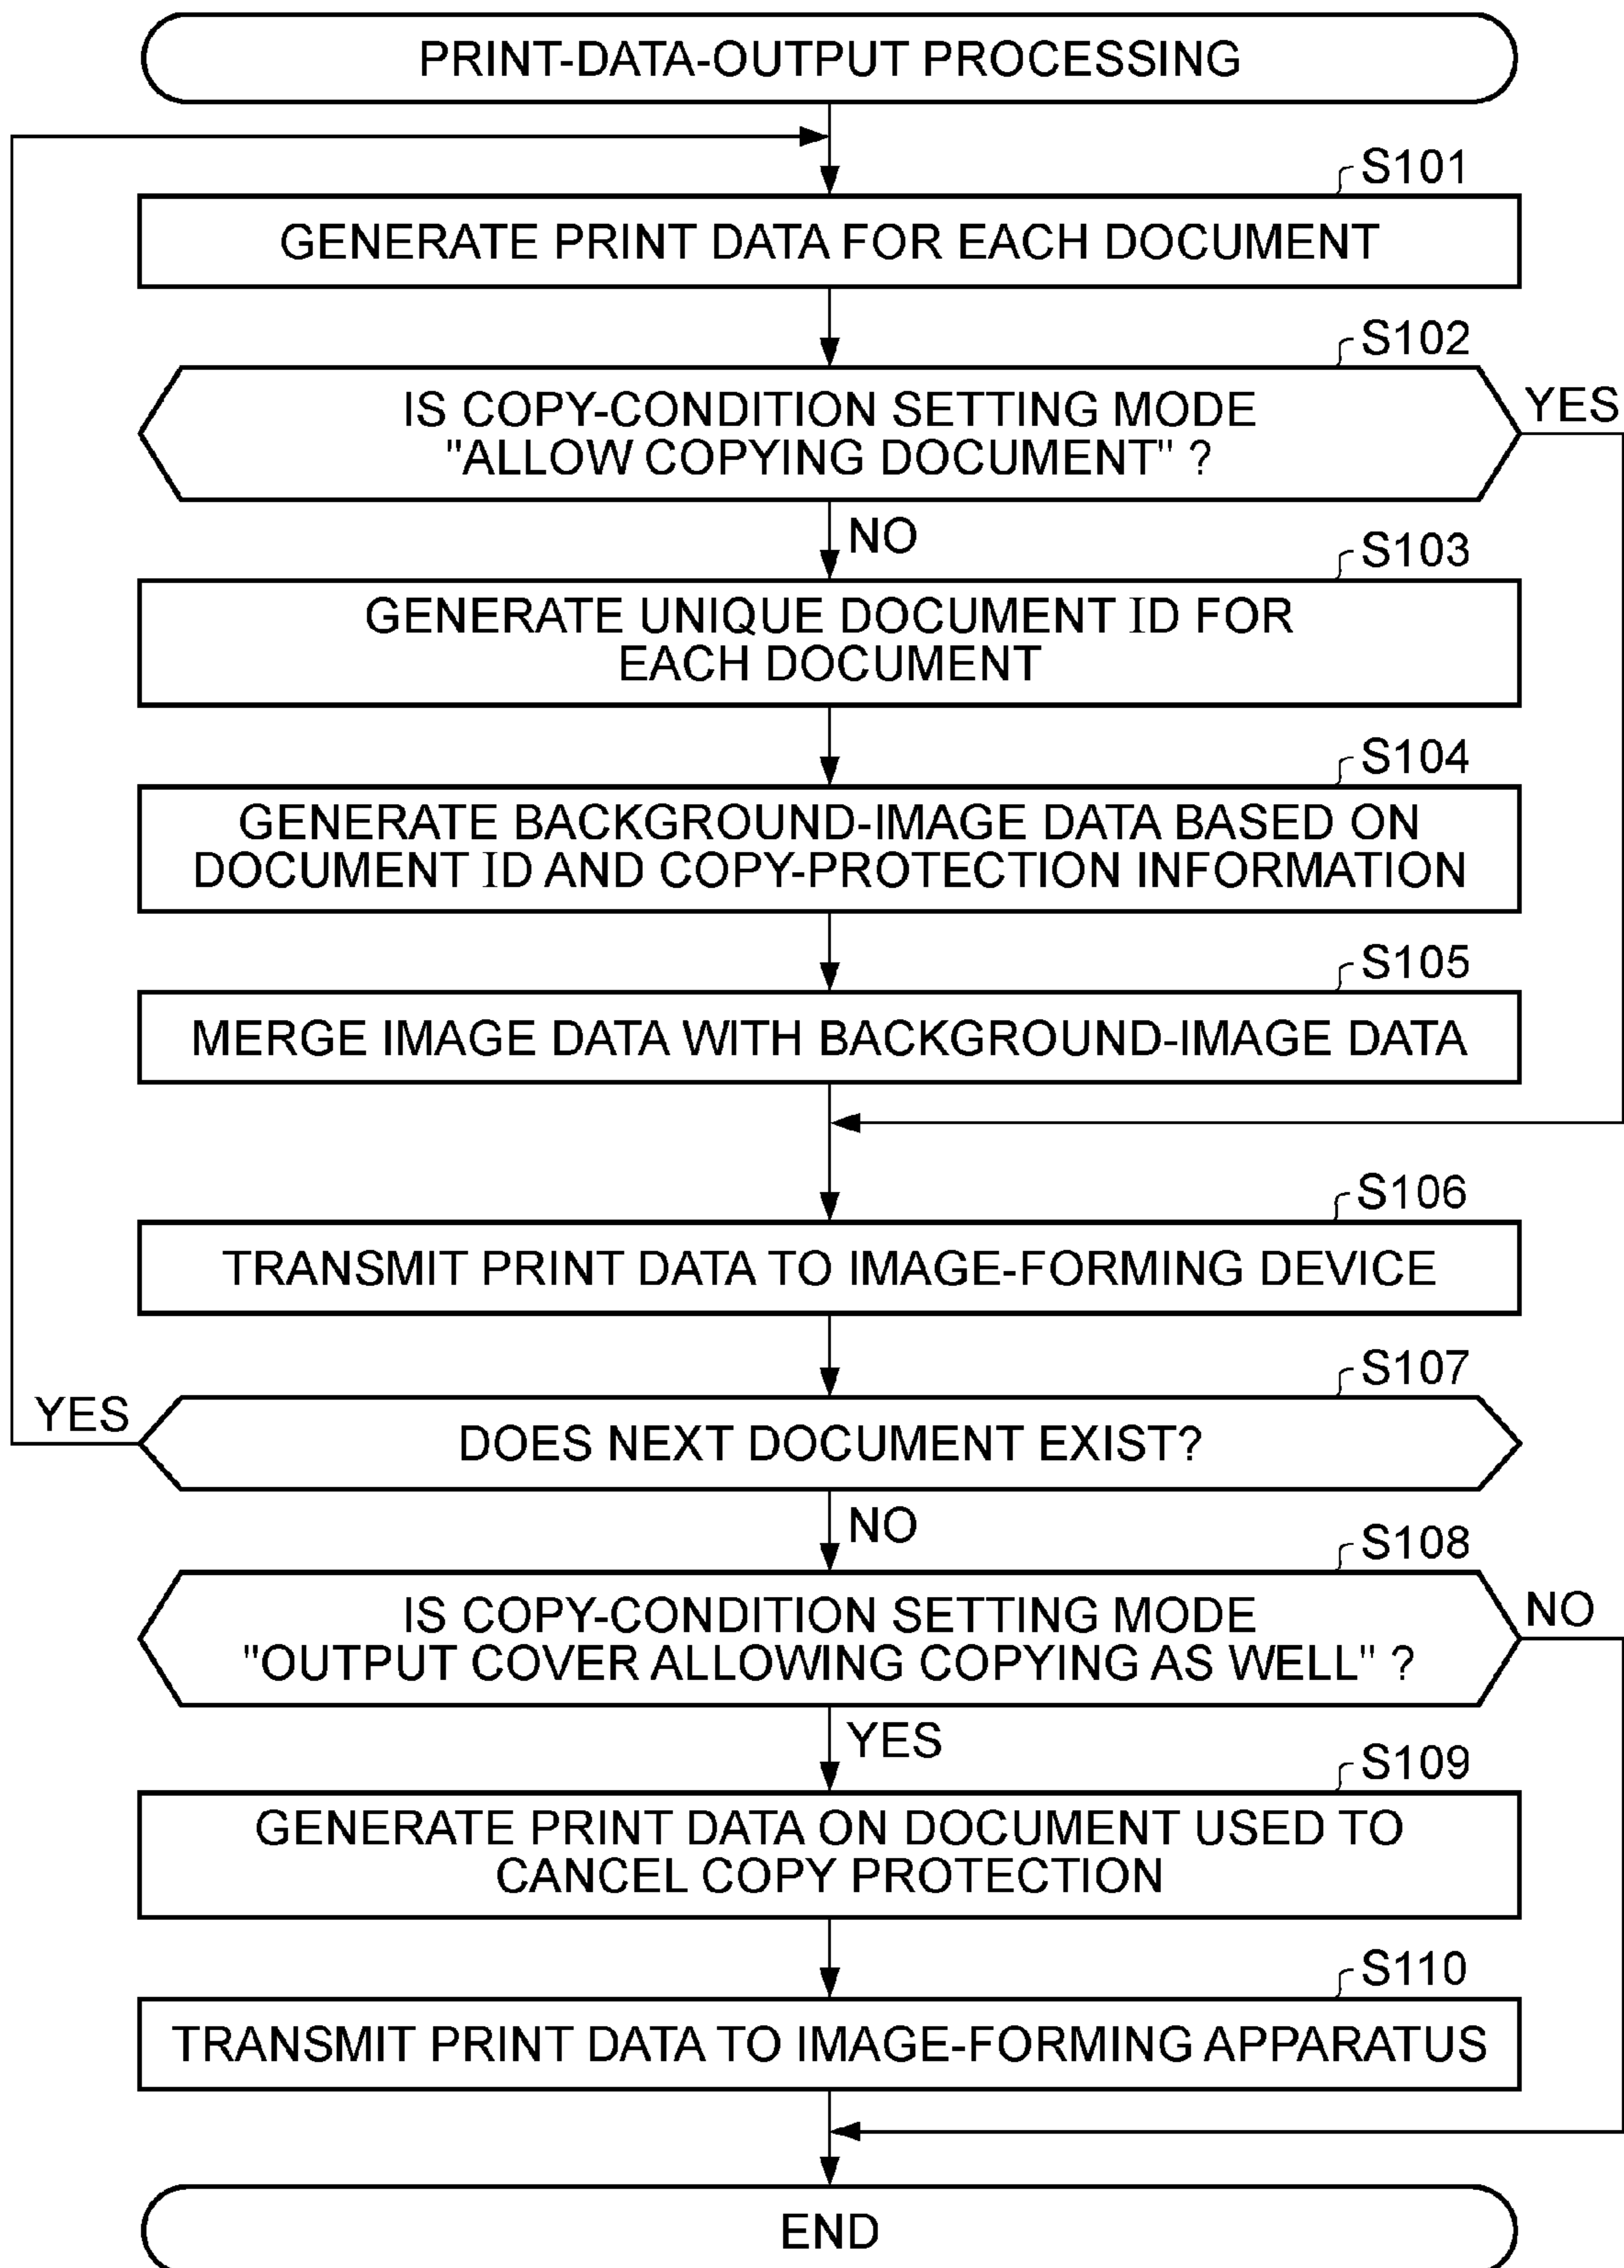 PRINT-DATA-OUTPUT PROCESSING
S101
GENERATE PRINT DATA FOR EACH DOCUMENT
S102
IS COPY-CONDITION SETTING MODE
"ALLOW COPYING DOCUMENT" ?
YES
NO
S103
GENERATE UNIQUE DOCUMENT ID FOR
EACH DOCUMENT
S104
GENERATE BACKGROUND-IMAGE DATA BASED ON
DOCUMENT ID AND COPY-PROTECTION INFORMATION
S105
MERGE IMAGE DATA WITH BACKGROUND-IMAGE DATA
S106
TRANSMIT PRINT DATA TO IMAGE-FORMING DEVICE
S107
YES
DOES NEXT DOCUMENT EXIST?
NO
S108
IS COPY-CONDITION SETTING MODE
"OUTPUT COVER ALLOWING COPYING AS WELL" ?
NO
YES
S109
GENERATE PRINT DATA ON DOCUMENT USED TO
CANCEL COPY PROTECTION
S110
TRANSMIT PRINT DATA TO IMAGE-FORMING APPARATUS
END